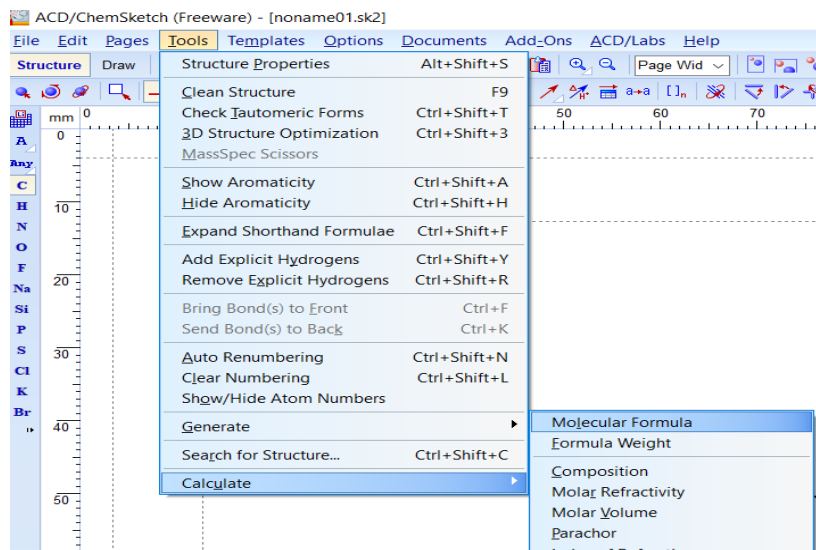 ACD/ChemSketch (Freeware) - [noname01.sk2]
File Edit Pages Tools Templates Options Documents Add-Ons ACD/Labs Help
Structure Draw Page Wid
a→a []n
mm 0 50 60 70
0
10
20
30
40
50
A
Any
C
H
N
O
F
Na
Si
P
S
Cl
K
Br
Structure Properties Alt+Shift+S
Clean Structure F9
Check Tautomeric Forms Ctrl+Shift+T
3D Structure Optimization Ctrl+Shift+3
MassSpec Scissors
Show Aromaticity Ctrl+Shift+A
Hide Aromaticity Ctrl+Shift+H
Expand Shorthand Formulae Ctrl+Shift+F
Add Explicit Hydrogens Ctrl+Shift+Y
Remove Explicit Hydrogens Ctrl+Shift+R
Bring Bond(s) to Front Ctrl+F
Send Bond(s) to Back Ctrl+K
Auto Renumbering Ctrl+Shift+N
Clear Numbering Ctrl+Shift+L
Show/Hide Atom Numbers
Generate
Search for Structure... Ctrl+Shift+C
Calculate
Molecular Formula
Formula Weight
Composition
Molar Refractivity
Molar Volume
Parachor